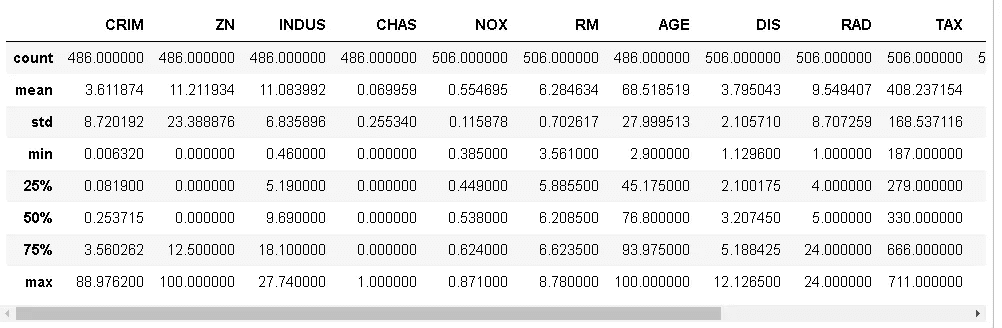 CRIM ZN INDUS CHAS NOX RM AGE DIS RAD TAX
count 486.000000 486.000000 486.000000 486.000000 506.000000 506.000000 486.000000 506.000000 506.000000 506.000000 5
mean 3.611874 11.211934 11.083992 0.069959 0.554695 6.284634 68.518519 3.795043 9.549407 408.237154
std 8.720192 23.388876 6.835896 0.255340 0.115878 0.702617 27.999513 2.105710 8.707259 168.537116
min 0.006320 0.000000 0.460000 0.000000 0.385000 3.561000 2.900000 1.129600 1.000000 187.000000
25% 0.081900 0.000000 5.190000 0.000000 0.449000 5.885500 45.175000 2.100175 4.000000 279.000000
50% 0.253715 0.000000 9.690000 0.000000 0.538000 6.208500 76.800000 3.207450 5.000000 330.000000
75% 3.560262 12.500000 18.100000 0.000000 0.624000 6.623500 93.975000 5.188425 24.000000 666.000000
max 88.976200 100.000000 27.740000 1.000000 0.871000 8.780000 100.000000 12.126500 24.000000 711.000000